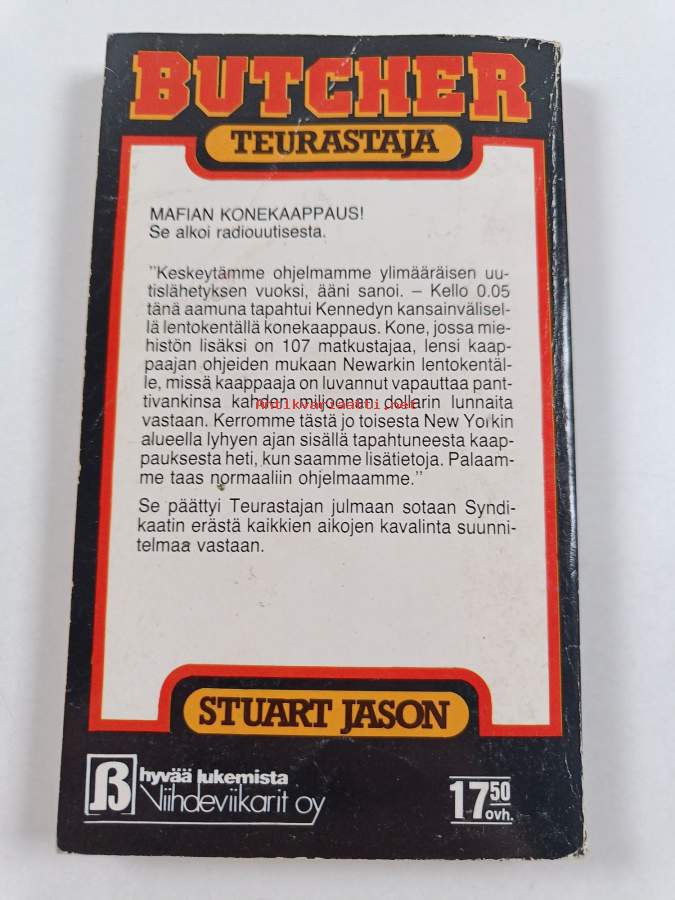 BUTCHER
TEURASTAJA
MAFIAN KONEKAAPPAUS!
Se alkoi radiouutisesta.
"Keskeytämme ohjelmamme ylimääräisen uu-
tislähetyksen vuoksi, ääni sanoi. – Kello 0.05
tänä aamuna tapahtui Kennedyn kansainvälisel-
lä lentokentällä konekaappaus. Kone, jossa mie-
histön lisäksi on 107 matkustajaa, lensi kaap-
paajan ohjeiden mukaan Newarkin lentokentäl-
le, missä kaappaaja on luvannut vapauttaa pant-
tivankinsa kahden miljoonan dollarin lunnaita
Antikvariaatti.net
vastaan. Kerromme tästä jo toisesta New Yorkin
alueella lyhyen ajan sisällä tapahtuneesta kaap-
pauksesta heti, kun saamme lisätietoja. Palaam-
me taas normaaliin ohjelmaamme."
Se päättyi Teurastajan julmaan sotaan Syndi-
kaatin erästä kaikkien aikojen kavalinta suunni-
telmaa vastaan.
STUART JASON
hyvää lukemista
Viihdeviikarit oy
17 50
ovh.